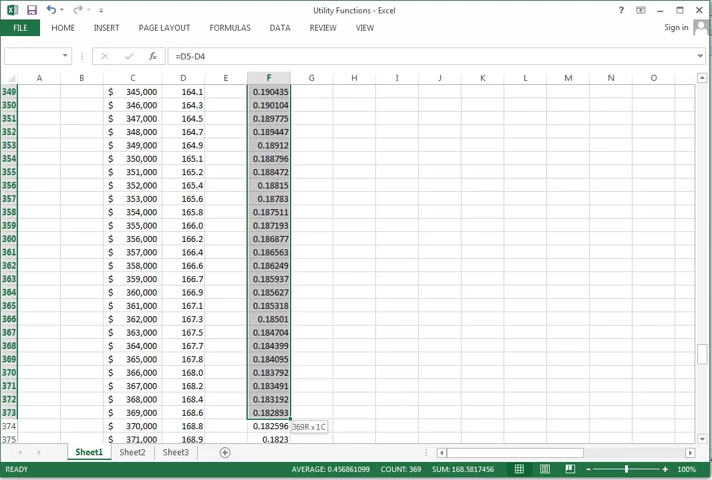 Utility Functions - Excel
? 
Sign in
FILE HOME INSERT PAGE LAYOUT FORMULAS DATA REVIEW VIEW
fx =D5-D4
A B C D E F G H I J K L M N O
349 $ 345,000 164.1 0.190435
350 $ 346,000 164.3 0.190104
351 $ 347,000 164.5 0.189775
352 $ 348,000 164.7 0.189447
353 $ 349,000 164.9 0.18912
354 $ 350,000 165.1 0.188796
355 $ 351,000 165.2 0.188472
356 $ 352,000 165.4 0.18815
357 $ 353,000 165.6 0.18783
358 $ 354,000 165.8 0.187511
359 $ 355,000 166.0 0.187193
360 $ 356,000 166.2 0.186877
361 $ 357,000 166.4 0.186563
362 $ 358,000 166.6 0.186249
363 $ 359,000 166.7 0.185937
364 $ 360,000 166.9 0.185627
365 $ 361,000 167.1 0.185318
366 $ 362,000 167.3 0.18501
367 $ 363,000 167.5 0.184704
368 $ 364,000 167.7 0.184399
369 $ 365,000 167.8 0.184095
370 $ 366,000 168.0 0.183792
371 $ 367,000 168.2 0.183491
372 $ 368,000 168.4 0.183192
373 $ 369,000 168.6 0.182893
374 $ 370,000 168.8 0.182596 369R x 1C
375 $ 371,000 168.9 0.1823
Sheet1 Sheet2 Sheet3
READY AVERAGE: 0.456861099 COUNT: 369 SUM: 168.5817456 100%